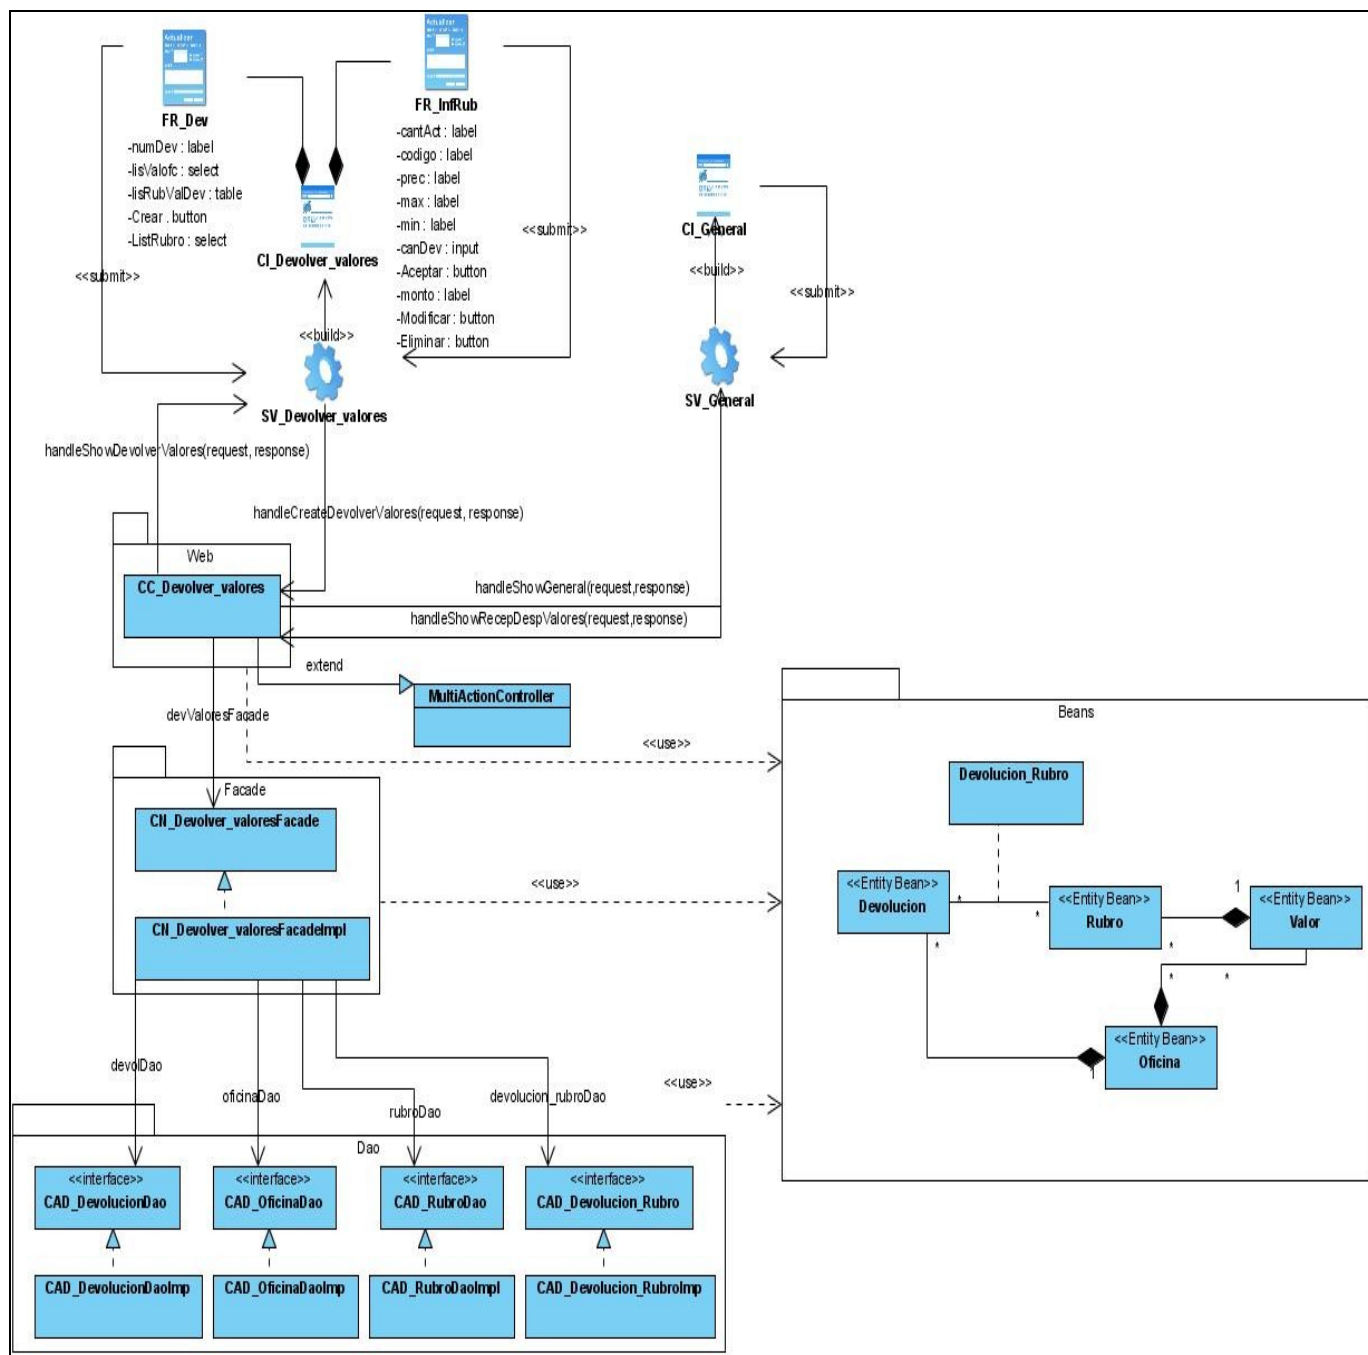 Actualizar
FR_Dev
-numDev : label
-lisValofc : select
-lisRubValDev : table
-Crear : button
-ListRubro : select
<<submit>>
Actualizar
FR_InfRub
-cantAct : label
-codigo : label
-prec : label
-max : label
-min : label
-canDev : input
-Aceptar : button
-monto : label
-Modificar : button
-Eliminar : button
<<submit>>
CI_Devolver_valores
<<build>>
SV_Devolver_valores
CI_General
<<build>>
<<submit>>
SV_General
handleShowDevolverValores(request, response)
handleCreateDevolverValores(request, response)
Web
CC_Devolver_valores
handleShowGeneral(request,response)
handleShowRecepDespValores(request,response)
extend
MultiActionController
devValoresFacade
<<use>>
Facade
CN_Devolver_valoresFacade
CN_Devolver_valoresFacadeImpl
<<use>>
devolDao
oficinaDao
rubroDao
devolucion_rubroDao
<<use>>
Dao
<<interface>>
CAD_DevolucionDao
<<interface>>
CAD_OficinaDao
<<interface>>
CAD_RubroDao
<<interface>>
CAD_Devolucion_Rubro
CAD_DevolucionDaoImp
CAD_OficinaDaoImp
CAD_RubroDaoImpl
CAD_Devolucion_RubroImp
Beans
Devolucion_Rubro
<<Entity Bean>>
Devolucion
*
*
*
<<Entity Bean>>
Rubro
1
*
<<Entity Bean>>
Valor
*
*
<<Entity Bean>>
Oficina
1